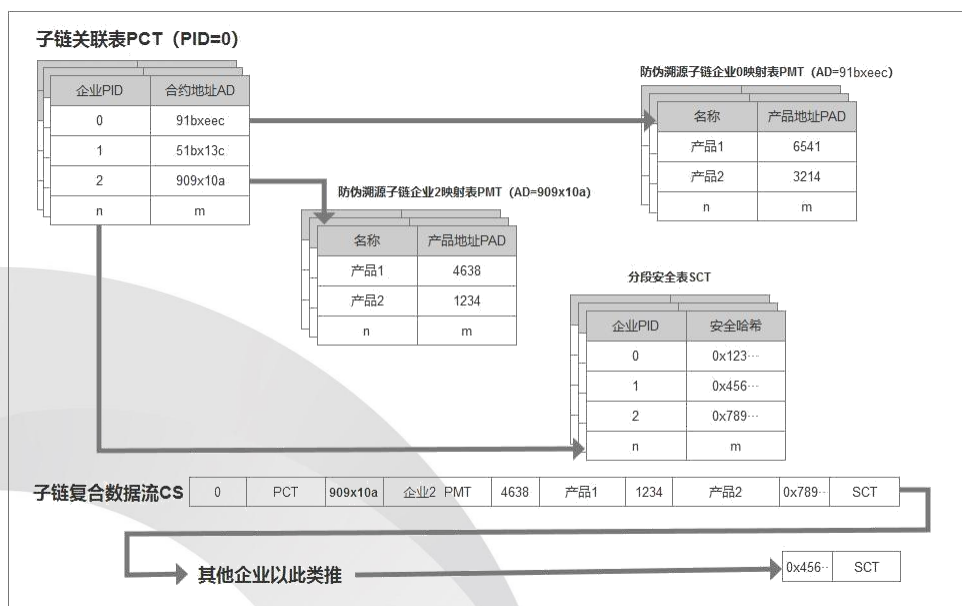 子链关联表PCT（PID=0）
企业PID 合约地址AD
0 91bxeec
1 51bx13c
2 909x10a
n m
防伪溯源子链企业0映射表PMT（AD=91bxeec）
名称 产品地址PAD
产品1 6541
产品2 3214
n m
防伪溯源子链企业2映射表PMT（AD=909x10a）
名称 产品地址PAD
产品1 4638
产品2 1234
n m
分段安全表SCT
企业PID 安全哈希
0 0x123…
1 0x456…
2 0x789…
n m
子链复合数据流CS 0 PCT 909x10a 企业2 PMT 4638 产品1 1234 产品2 0x789·· SCT
其他企业以此类推 0x456·· SCT